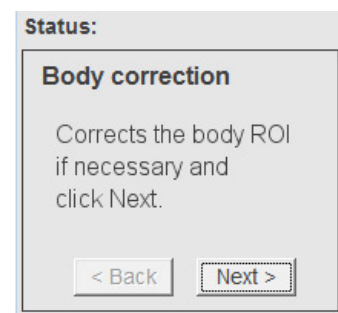 Status:
Body correction
Corrects the body ROI
if necessary and
click Next.
< Back Next >